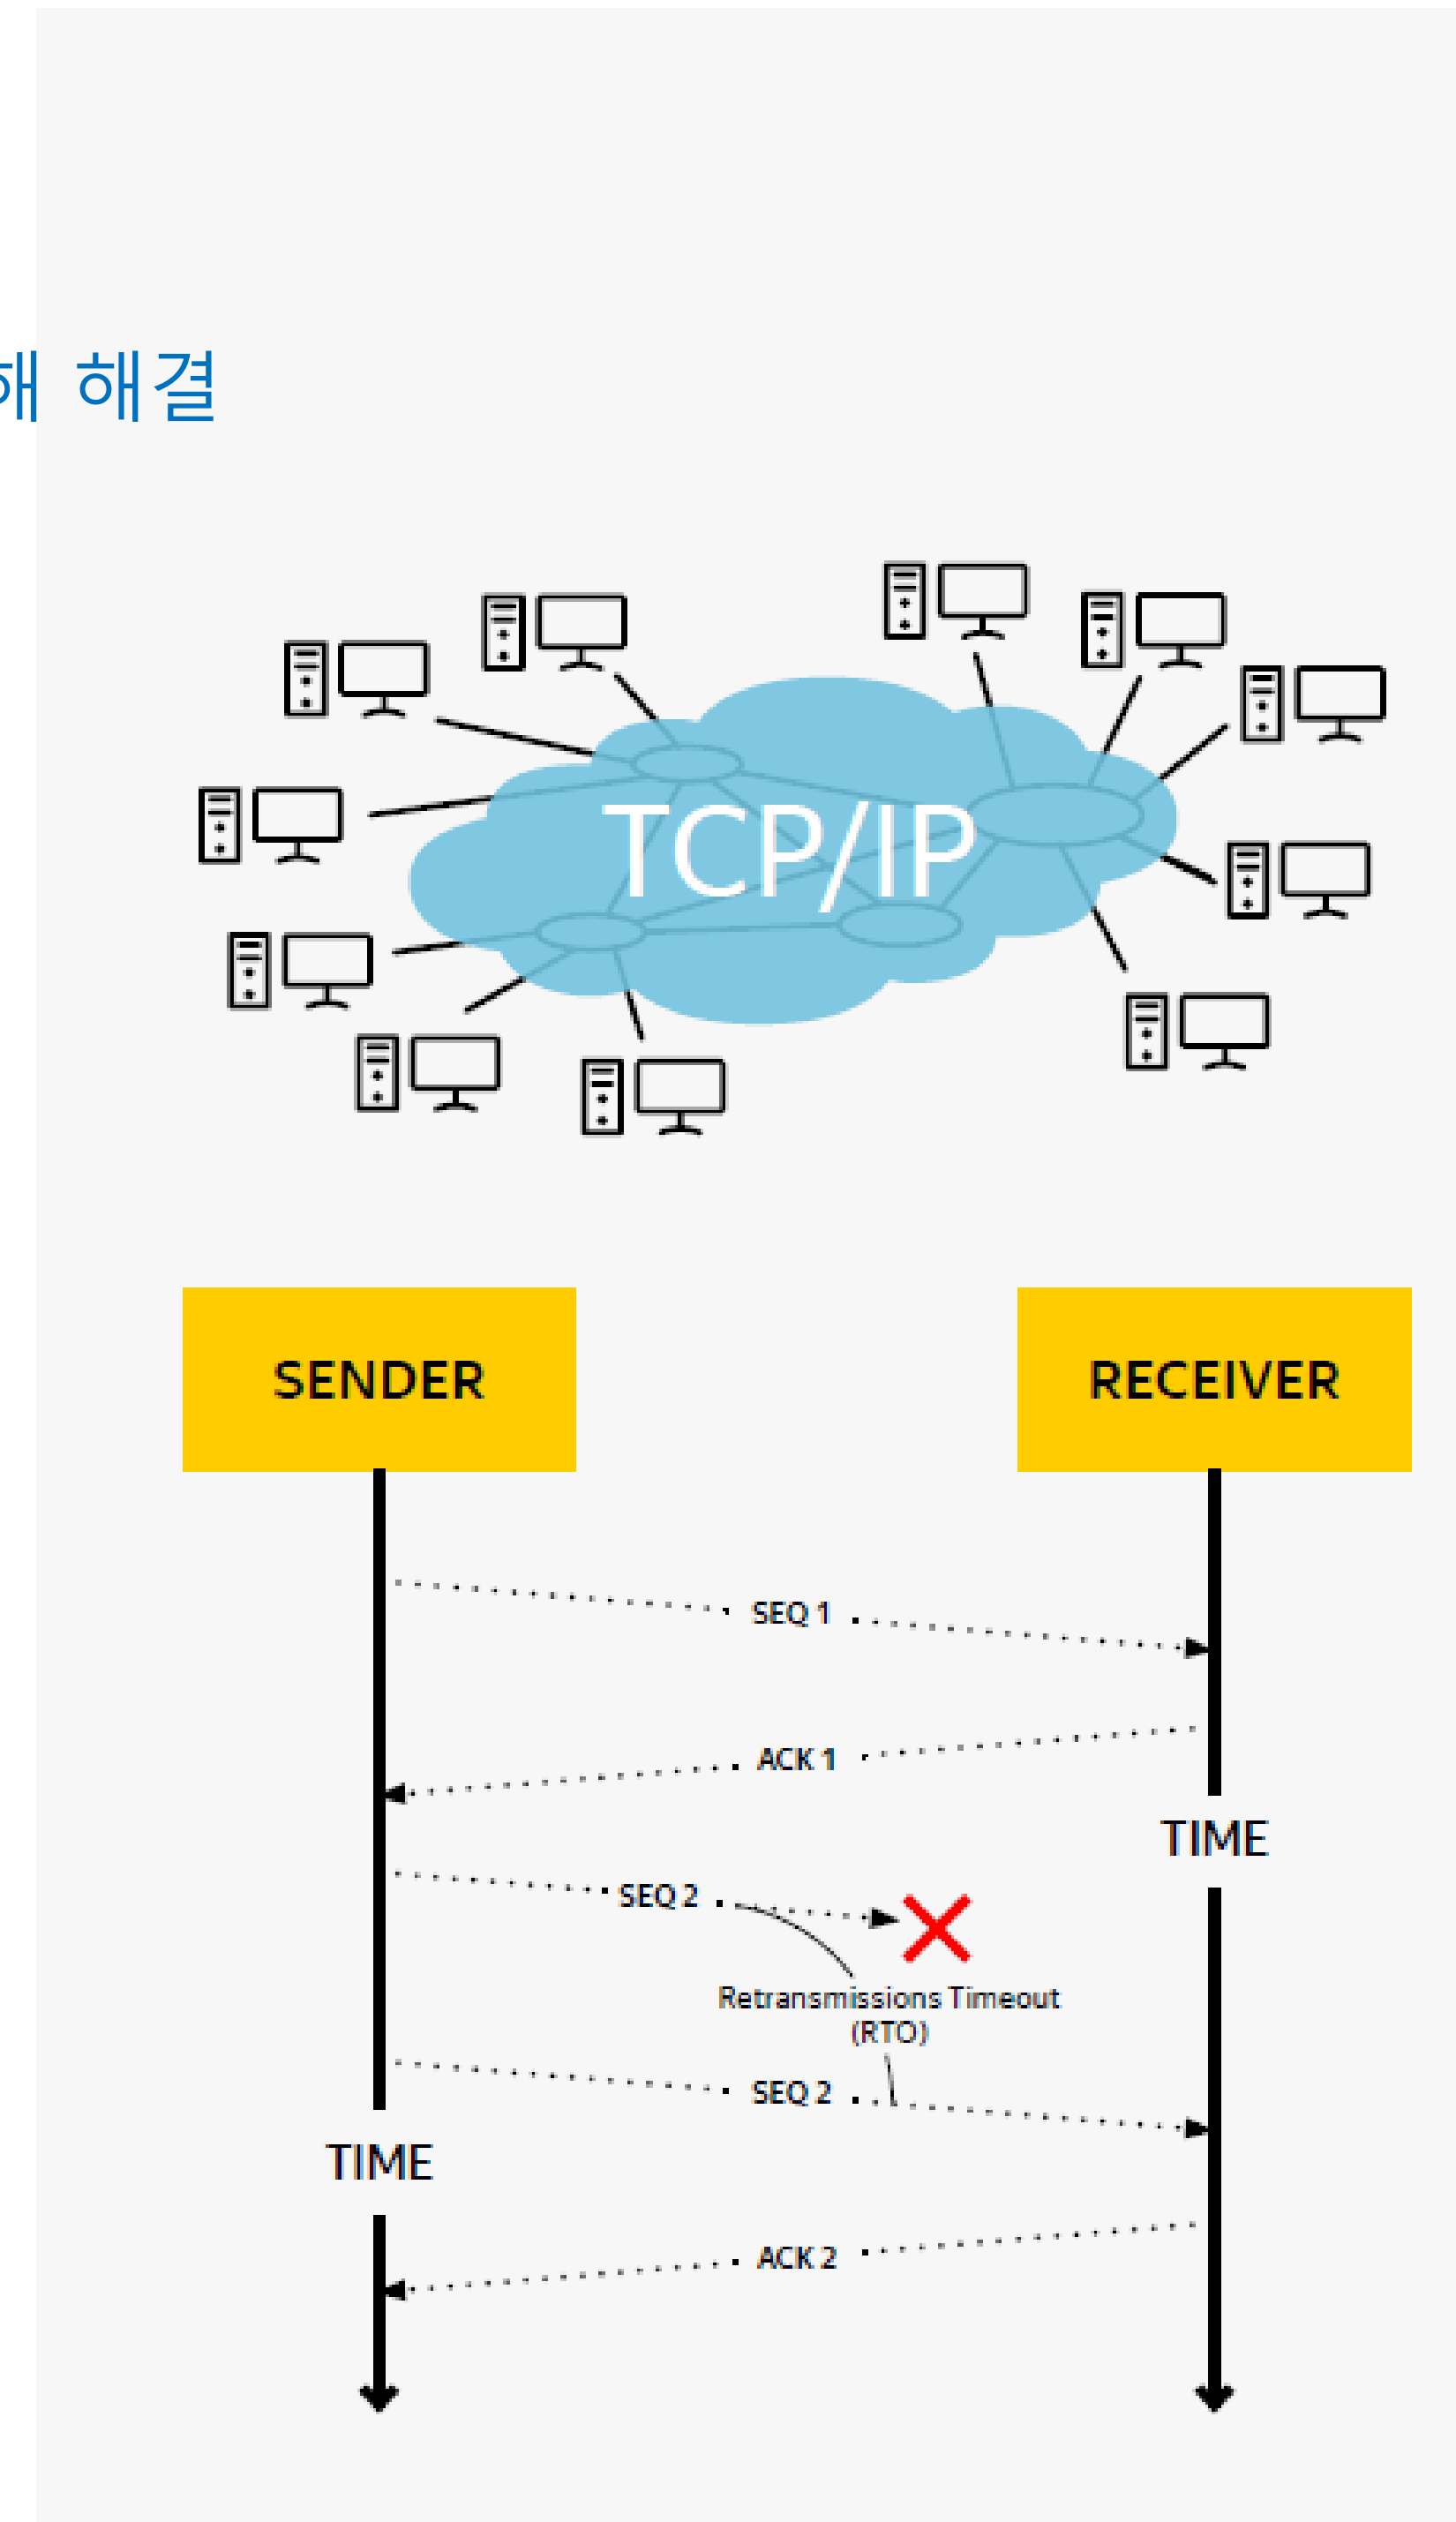 해 해결
TCP/IP
SENDER
RECEIVER
SEQ 1
ACK 1
TIME
SEQ 2
Retransmissions Timeout
(RTO)
SEQ 2
TIME
ACK 2